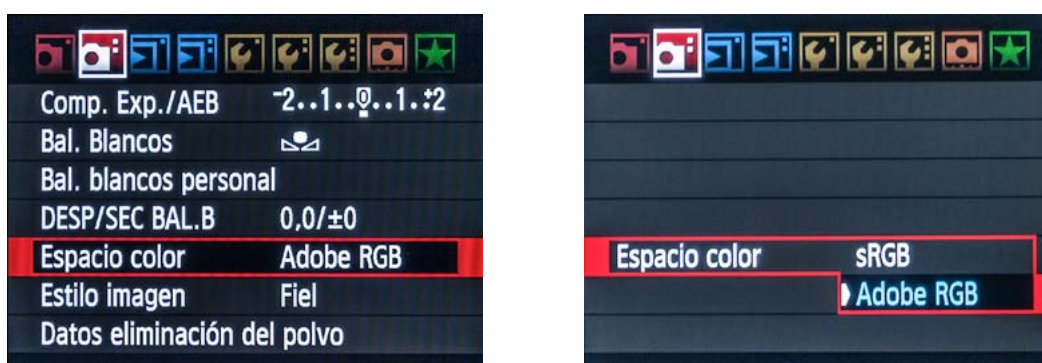 Comp. Exp./AEB -2..1..0..1..+2
Bal. Blancos
Bal. blancos personal
DESP/SEC BAL.B 0,0/±0
Espacio color Adobe RGB
Estilo imagen Fiel
Datos eliminación del polvo
Espacio color sRGB
Adobe RGB